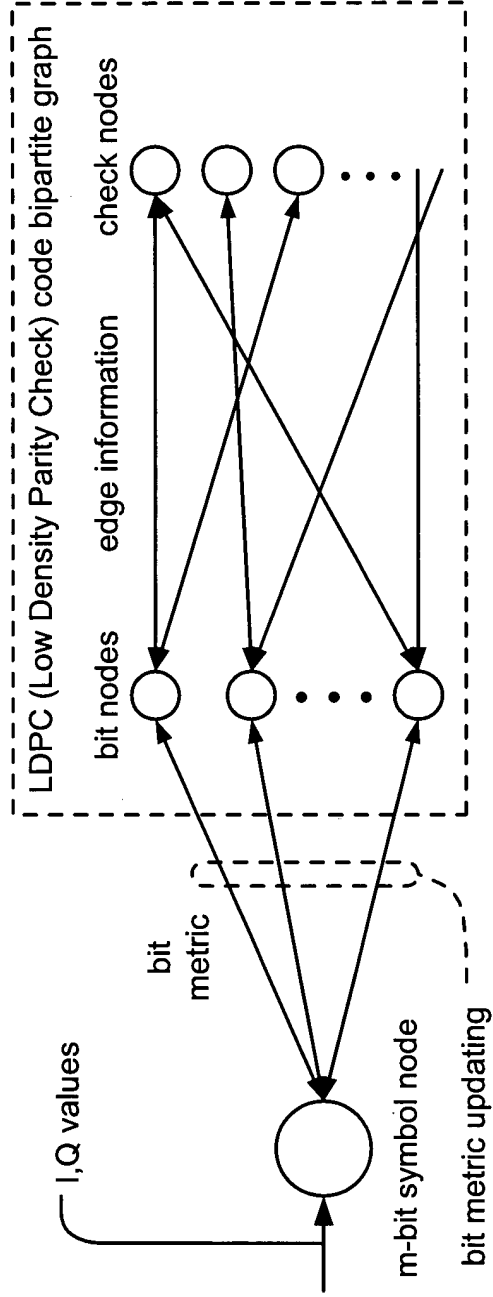 LDPC (Low Density Parity Check) code bipartite graph
bit nodes
edge information
check nodes
I,Q values
bit
metric
m-bit symbol node
bit metric updating